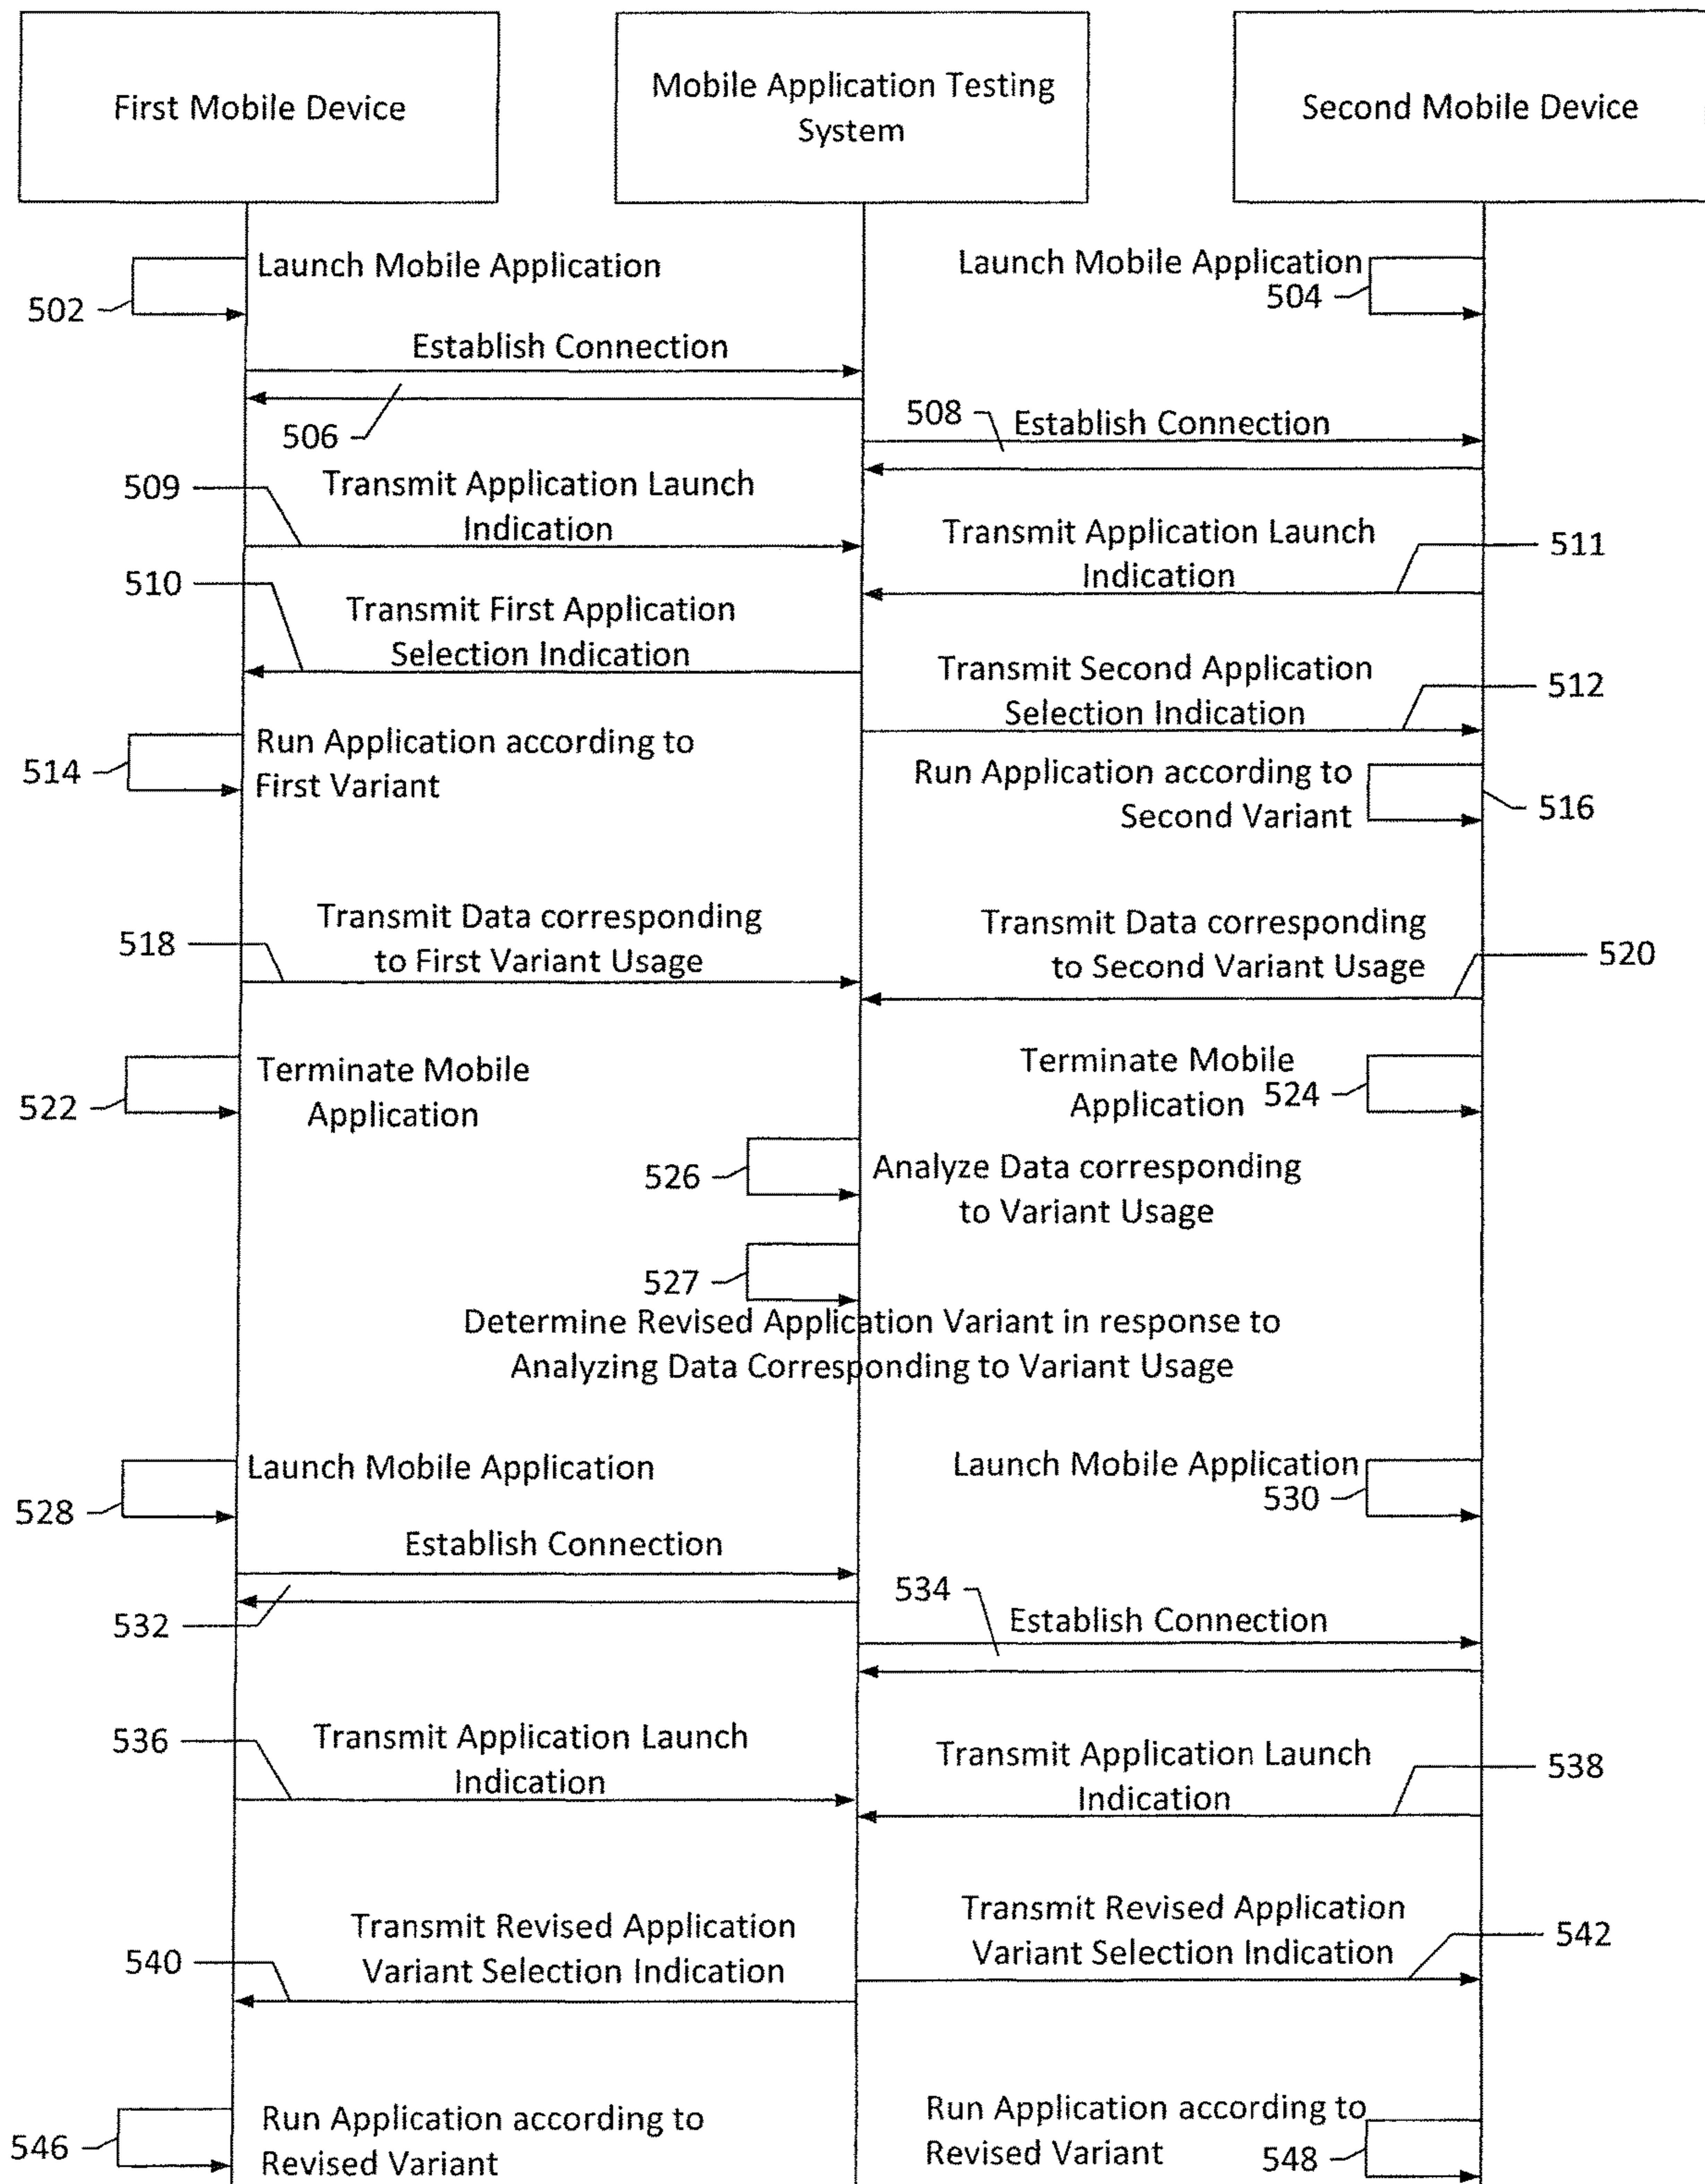 First Mobile Device
Mobile Application Testing
System
Second Mobile Device
Launch Mobile Application
502
Launch Mobile Application
504
Establish Connection
506
508
Establish Connection
509
Transmit Application Launch
Indication
Transmit Application Launch
Indication
511
510
Transmit First Application
Selection Indication
Transmit Second Application
Selection Indication
512
514
Run Application according to
First Variant
Run Application according to
Second Variant
516
518
Transmit Data corresponding
to First Variant Usage
Transmit Data corresponding
to Second Variant Usage
520
522
Terminate Mobile
Application
Terminate Mobile
Application
524
526
Analyze Data corresponding
to Variant Usage
527
Determine Revised Application Variant in response to
Analyzing Data Corresponding to Variant Usage
Launch Mobile Application
528
Launch Mobile Application
530
Establish Connection
532
534
Establish Connection
536
Transmit Application Launch
Indication
Transmit Application Launch
Indication
538
540
Transmit Revised Application
Variant Selection Indication
Transmit Revised Application
Variant Selection Indication
542
546
Run Application according to
Revised Variant
Run Application according to
Revised Variant
548